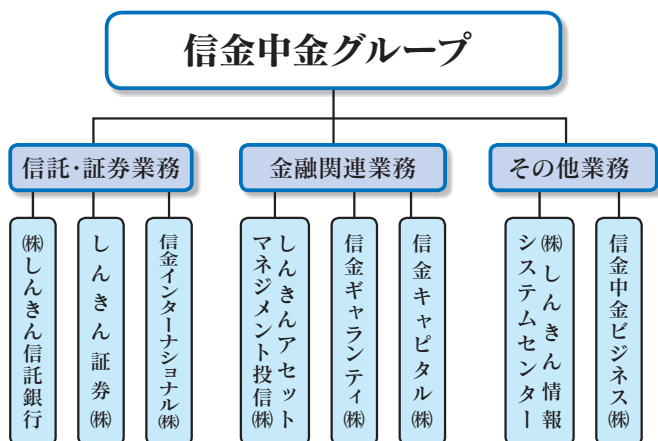 信金中金グループ
信託・証券業務
金融関連業務
その他業務
㈱しんきん信託銀行
しんきん証券㈱
信金インターナショナル㈱
しんきんアセット
マネジメント投信㈱
信金ギャランティ㈱
信金キャピタル㈱
㈱しんきん情報
システムセンター
信金中金ビジネス㈱